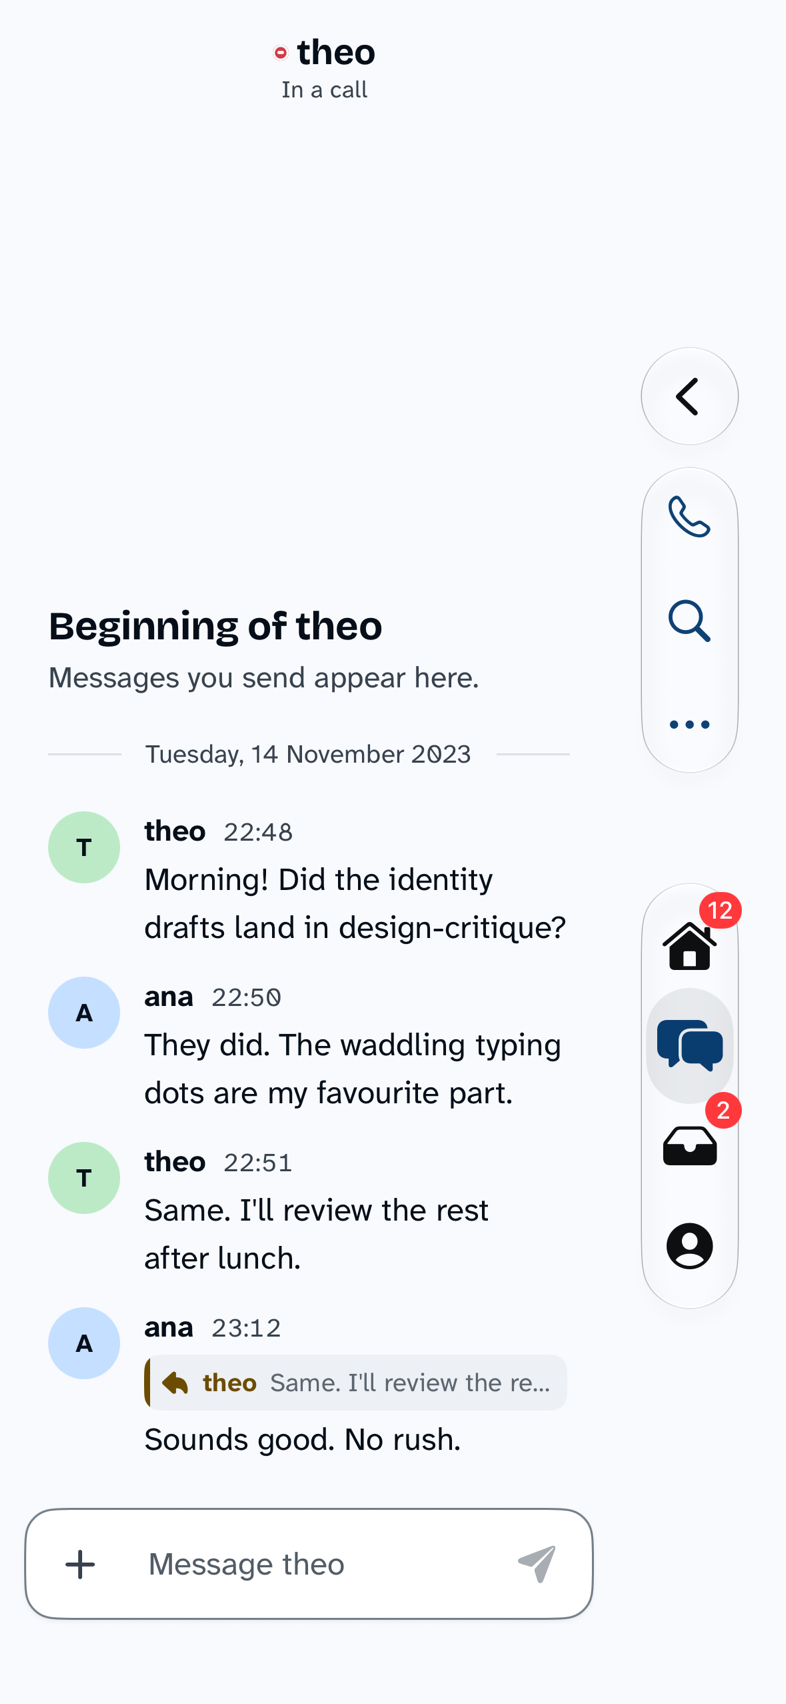 theo
In a call
Beginning of theo
Messages you send appear here.
Tuesday, 14 November 2023
T
theo 22:48
Morning! Did the identity
drafts land in design-critique?
A
ana 22:50
They did. The waddling typing
dots are my favourite part.
T
theo 22:51
Same. I'll review the rest
after lunch.
A
ana 23:12
theo Same. I'll review the re...
Sounds good. No rush.
Message theo
12
2